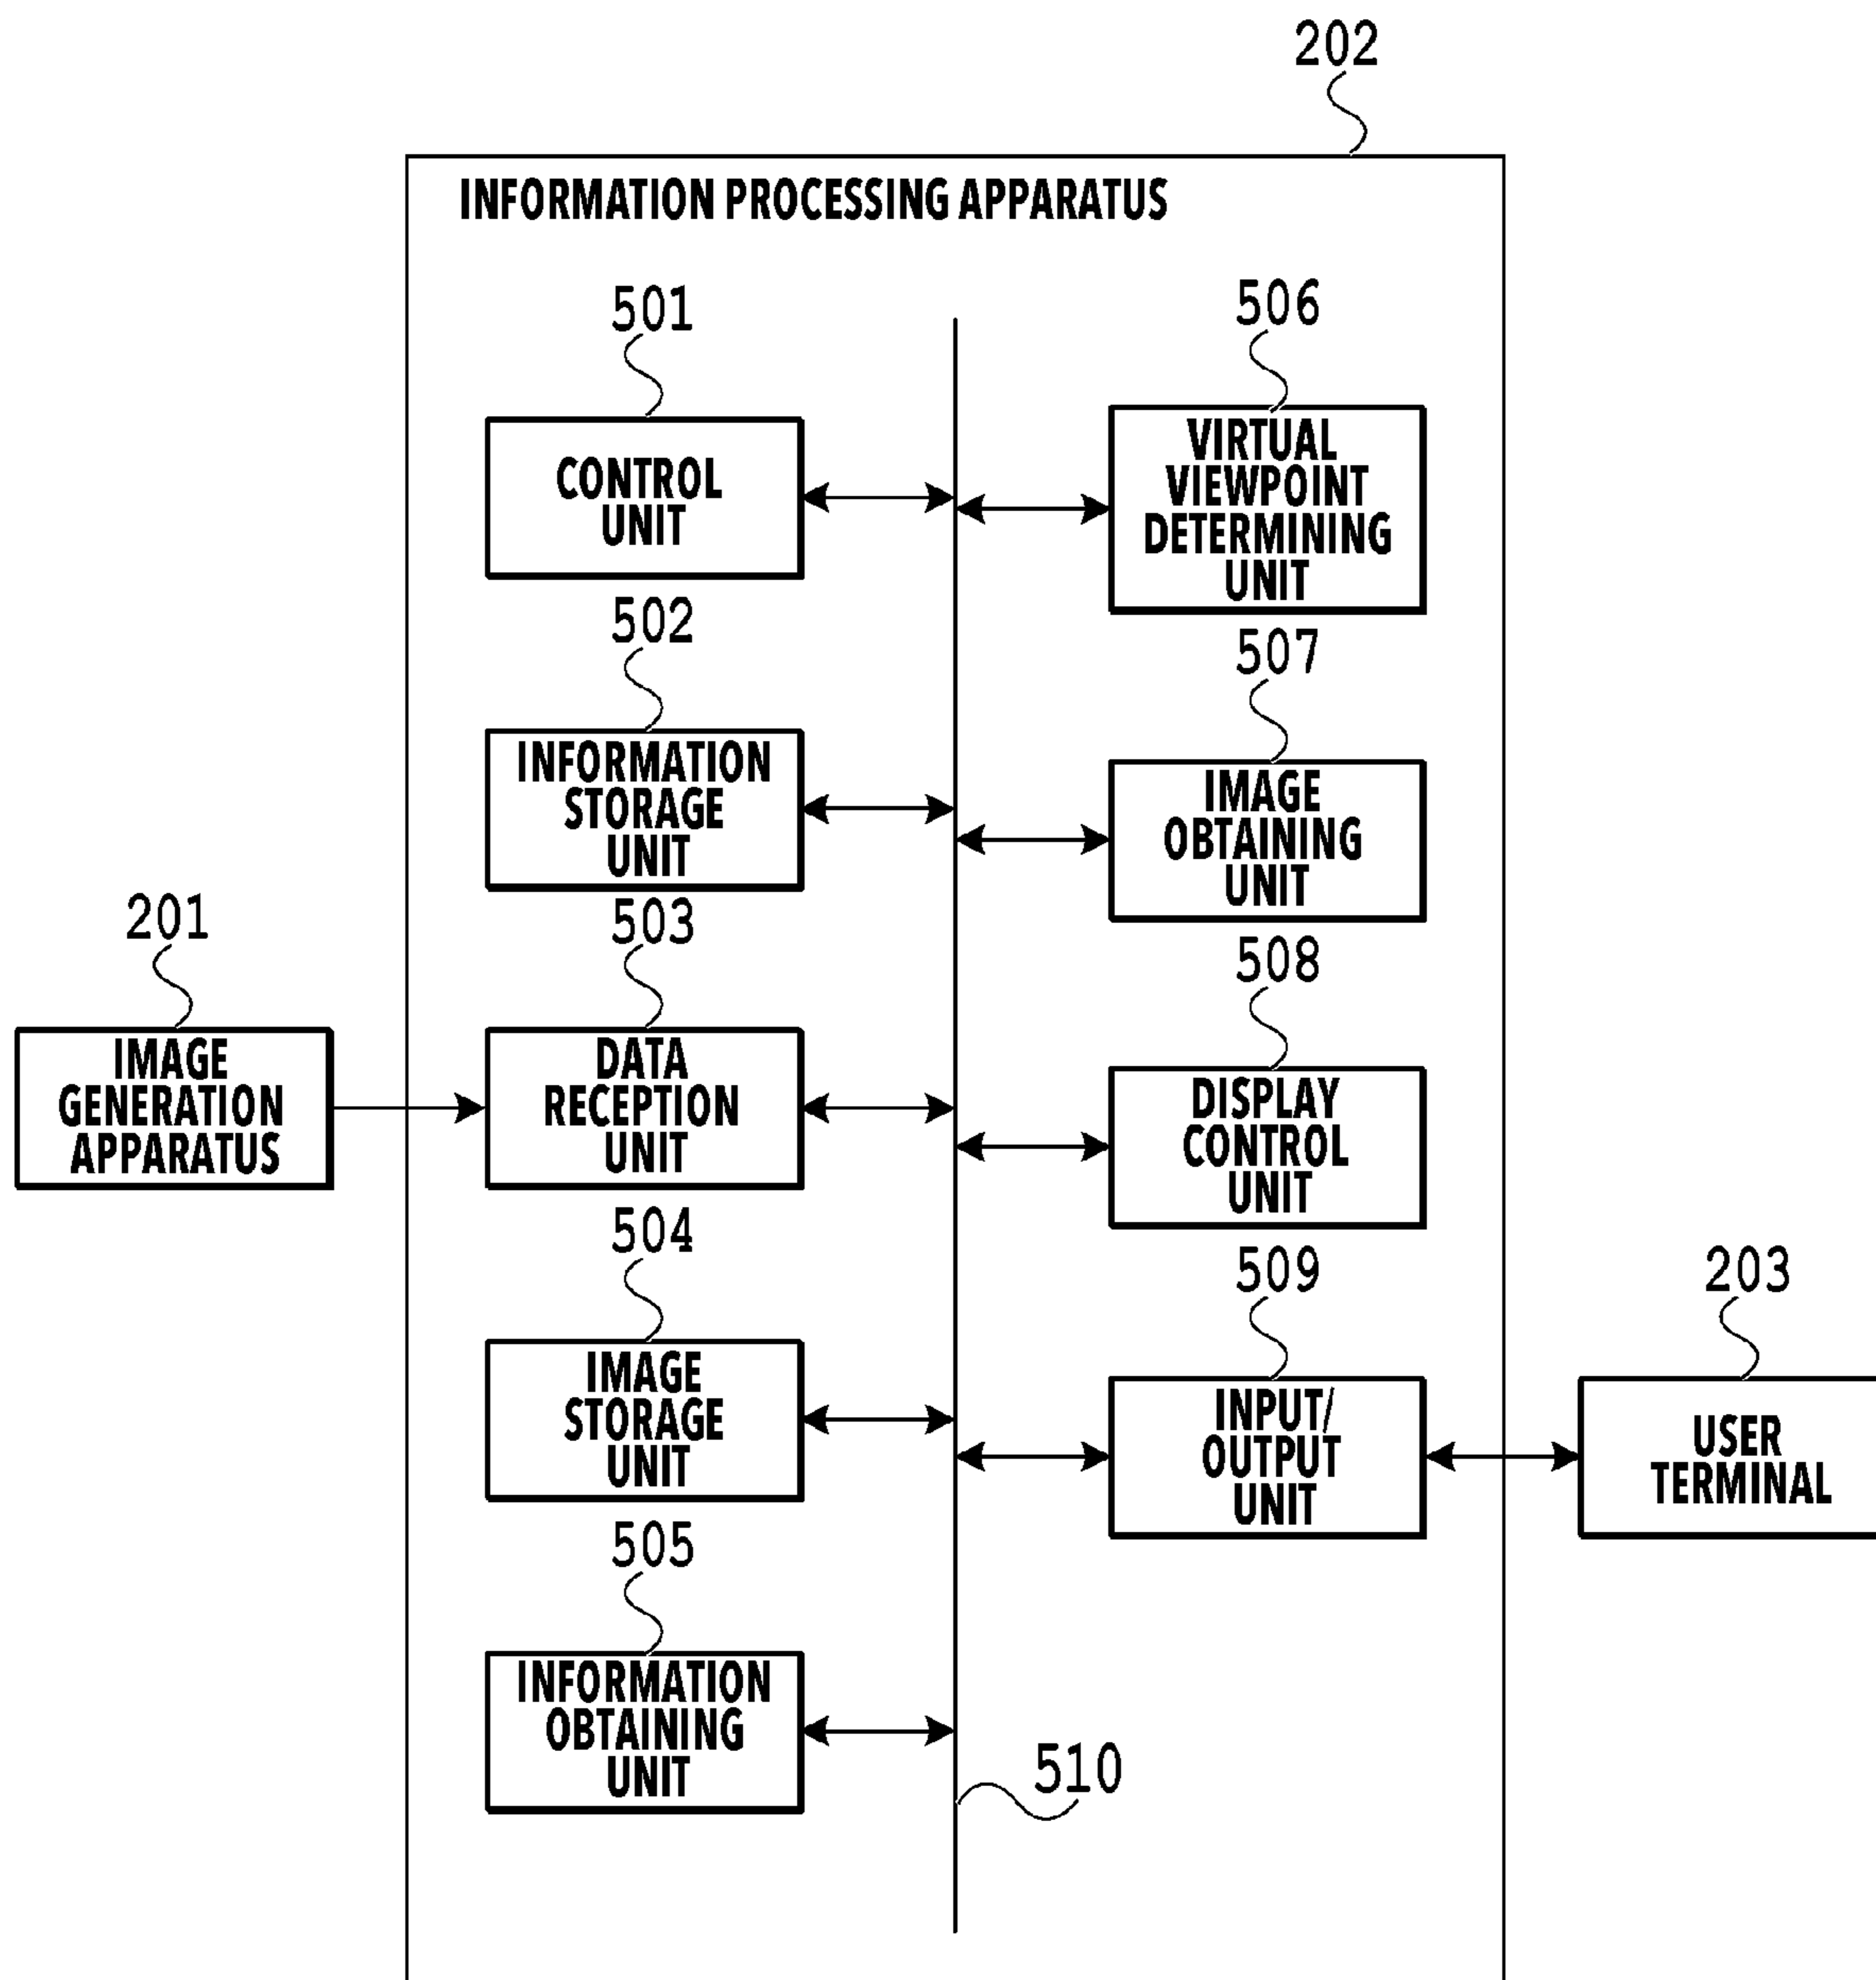 202
INFORMATION PROCESSING APPARATUS
501
CONTROL
UNIT
502
INFORMATION
STORAGE
UNIT
201
IMAGE
GENERATION
APPARATUS
503
DATA
RECEPTION
UNIT
504
IMAGE
STORAGE
UNIT
505
INFORMATION
OBTAINING
UNIT
506
VIRTUAL
VIEWPOINT
DETERMINING
UNIT
507
IMAGE
OBTAINING
UNIT
508
DISPLAY
CONTROL
UNIT
509
INPUT/
OUTPUT
UNIT
203
USER
TERMINAL
510